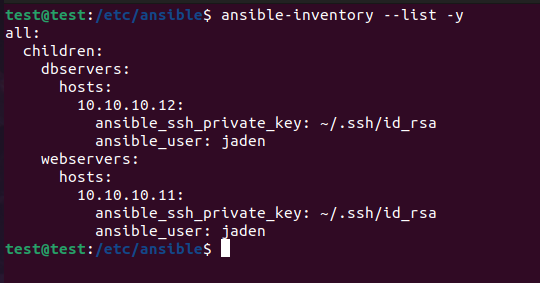 test@test:/etc/ansible$ ansible-inventory --list -y
all:
  children:
    dbservers:
      hosts:
        10.10.10.12:
          ansible_ssh_private_key: ~/.ssh/id_rsa
          ansible_user: jaden
    webservers:
      hosts:
        10.10.10.11:
          ansible_ssh_private_key: ~/.ssh/id_rsa
          ansible_user: jaden
test@test:/etc/ansible$